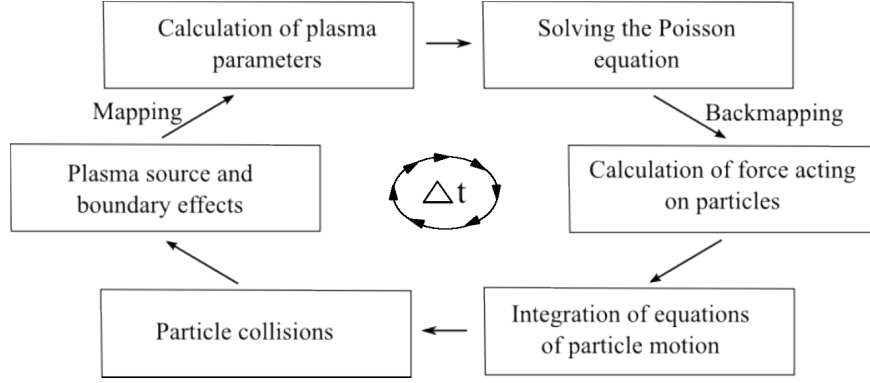 Calculation of plasma
parameters
Solving the Poisson
equation
Mapping
Backmapping
Plasma source and
boundary effects
△t
Calculation of force acting
on particles
Particle collisions
Integration of equations
of particle motion